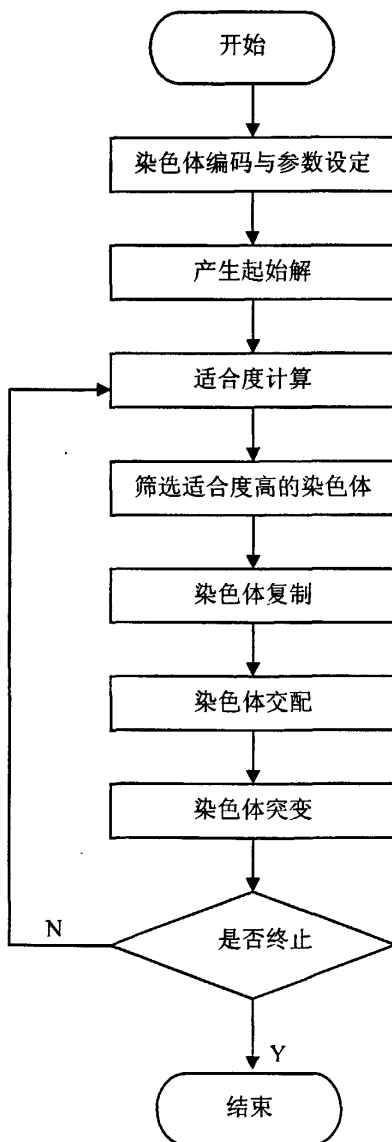 开始
染色体编码与参数设定
产生起始解
适合度计算
筛选适合度高的染色体
染色体复制
染色体交配
染色体突变
是否终止
N
Y
结束